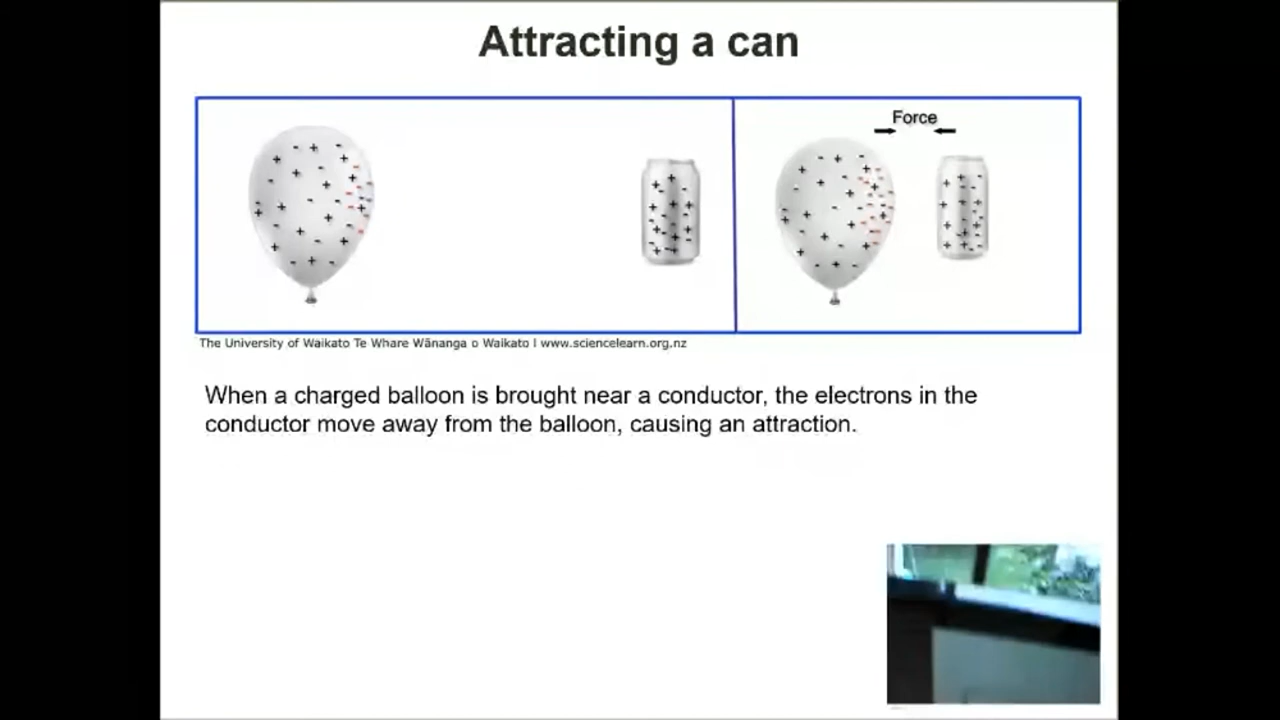 Attracting a can
Force
The University of Waikato Te Whare Wānanga o Waikato I www.sciencelearn.org.nz
When a charged balloon is brought near a conductor, the electrons in the
conductor move away from the balloon, causing an attraction.